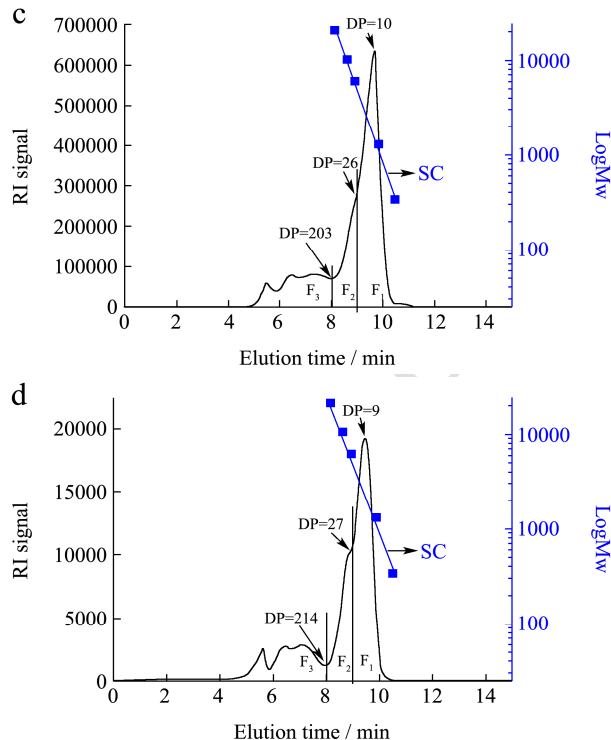 c
DP=10
700000
600000
500000
400000
300000
200000
100000
0
RI signal
10000
1000
100
LogMw
SC
DP=26
DP=203
F3
F2
F
0 2 4 6 8 10 12 14
Elution time / min
d
DP=9
20000
15000
10000
5000
0
RI signal
10000
1000
100
LogMw
SC
DP=27
DP=214
F3
F2
F1
0 2 4 6 8 10 12 14
Elution time / min